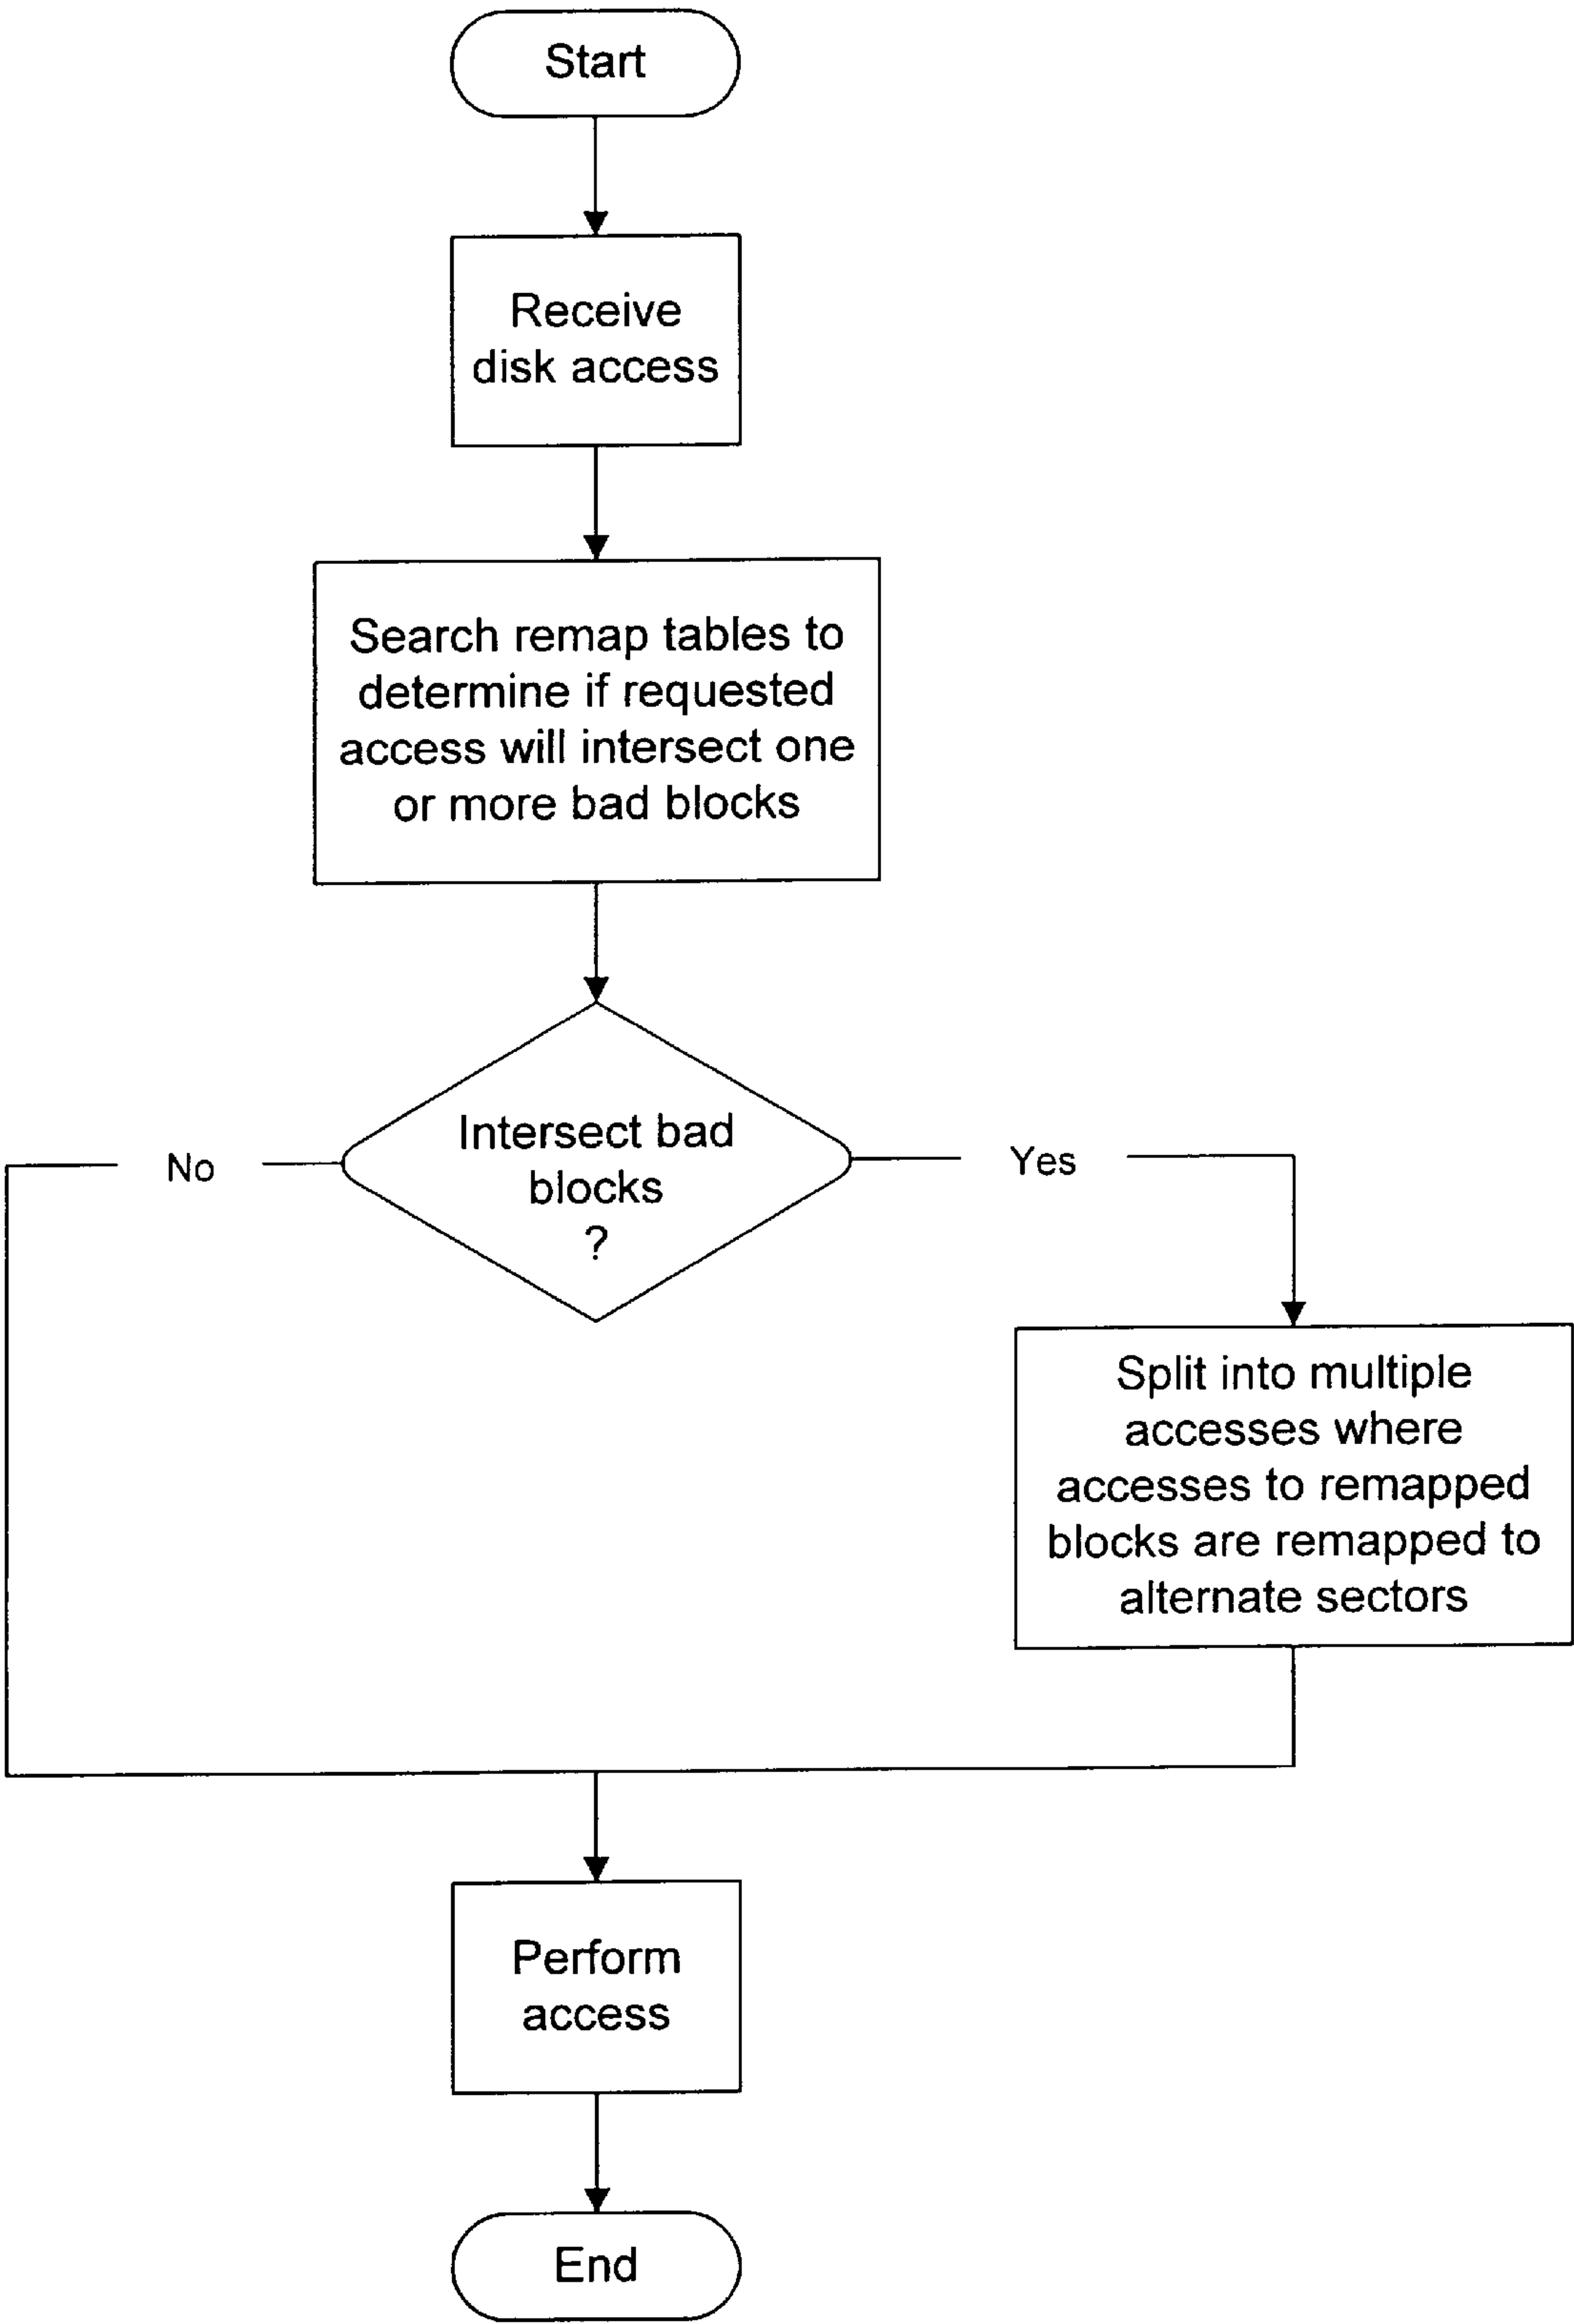 Start
Receive
disk access
Search remap tables to
determine if requested
access will intersect one
or more bad blocks
Intersect bad
blocks
?
No
Yes
Split into multiple
accesses where
accesses to remapped
blocks are remapped to
alternate sectors
Perform
access
End